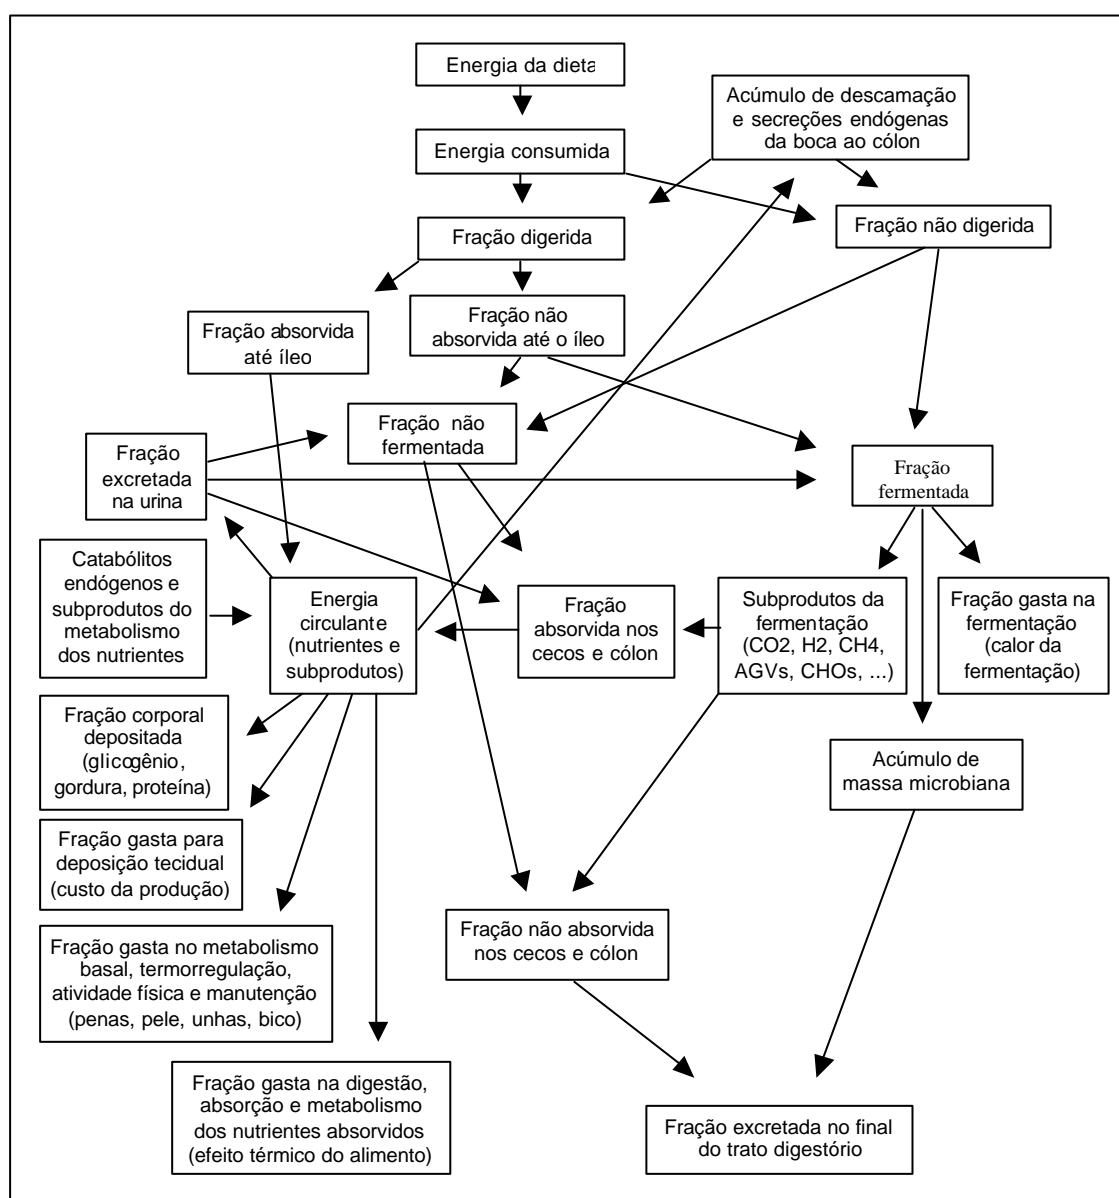 Energia da dieta
Acúmulo de descamação
e secreções endógenas
da boca ao cólon
Energia consumida
Fração não digerida
Fração digerida
Fração não
absorvida até o íleo
Fração absorvida
até íleo
Fração não
fermentada
Fração
excretada
na urina
Fração
fermentada
Catabólitos
endógenos e
subprodutos do
metabolismo
dos nutrientes
Energia
circulante
(nutrientes e
subprodutos)
Fração
absorvida nos
cecos e cólon
Subprodutos da
fermentação
(CO2, H2, CH4,
AGVs, CHOs, ...)
Fração gasta na
fermentação
(calor da
fermentação)
Fração corporal
depositada
(glicogênio,
gordura, proteína)
Acúmulo de
massa microbiana
Fração gasta para
deposição tecidual
(custo da produção)
Fração não absorvida
nos cecos e cólon
Fração gasta no metabolismo
basal, termorregulação,
atividade física e manutenção
(penas, pele, unhas, bico)
Fração gasta na digestão,
absorção e metabolismo
dos nutrientes absorvidos
(efeito térmico do alimento)
Fração excretada no final
do trato digestório